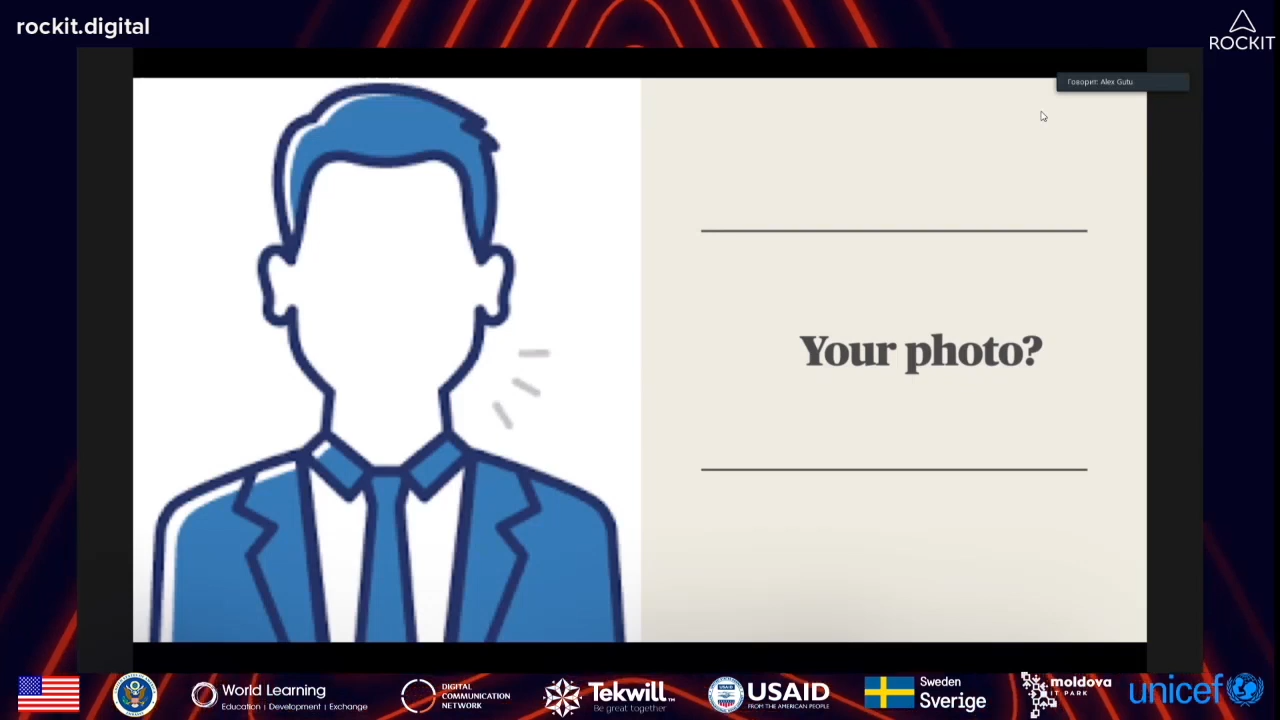 rockit.digital
ROCKIT
Говорит: Alex Gutu
Your photo?
World Learning
Education | Development | Exchange
DIGITAL
COMMUNICATION
NETWORK
Tekwill™
Be great together
USAID
FROM THE AMERICAN PEOPLE
Sweden
Sverige
moldova
IT PARK
unicef